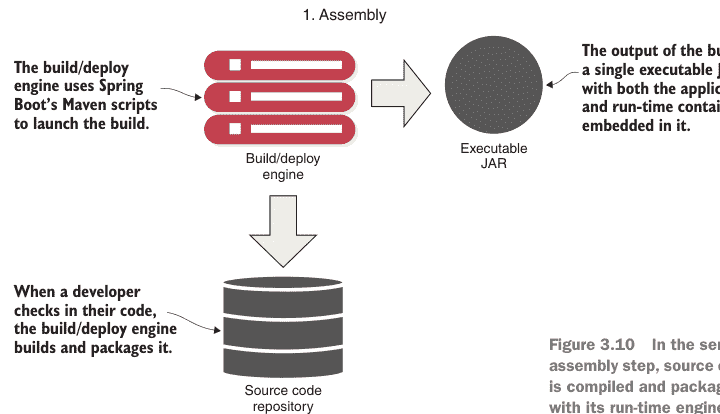 1. Assembly
The build/deploy
engine uses Spring
Boot's Maven scripts
to launch the build.
Build/deploy
engine
Executable
JAR
The output of the bu
a single executable J
with both the applic
and run-time contai
embedded in it.
When a developer
checks in their code,
the build/deploy engine
builds and packages it.
Source code
repository
Figure 3.10 In the ser
assembly step, source c
is compiled and packag
with its run-time engine